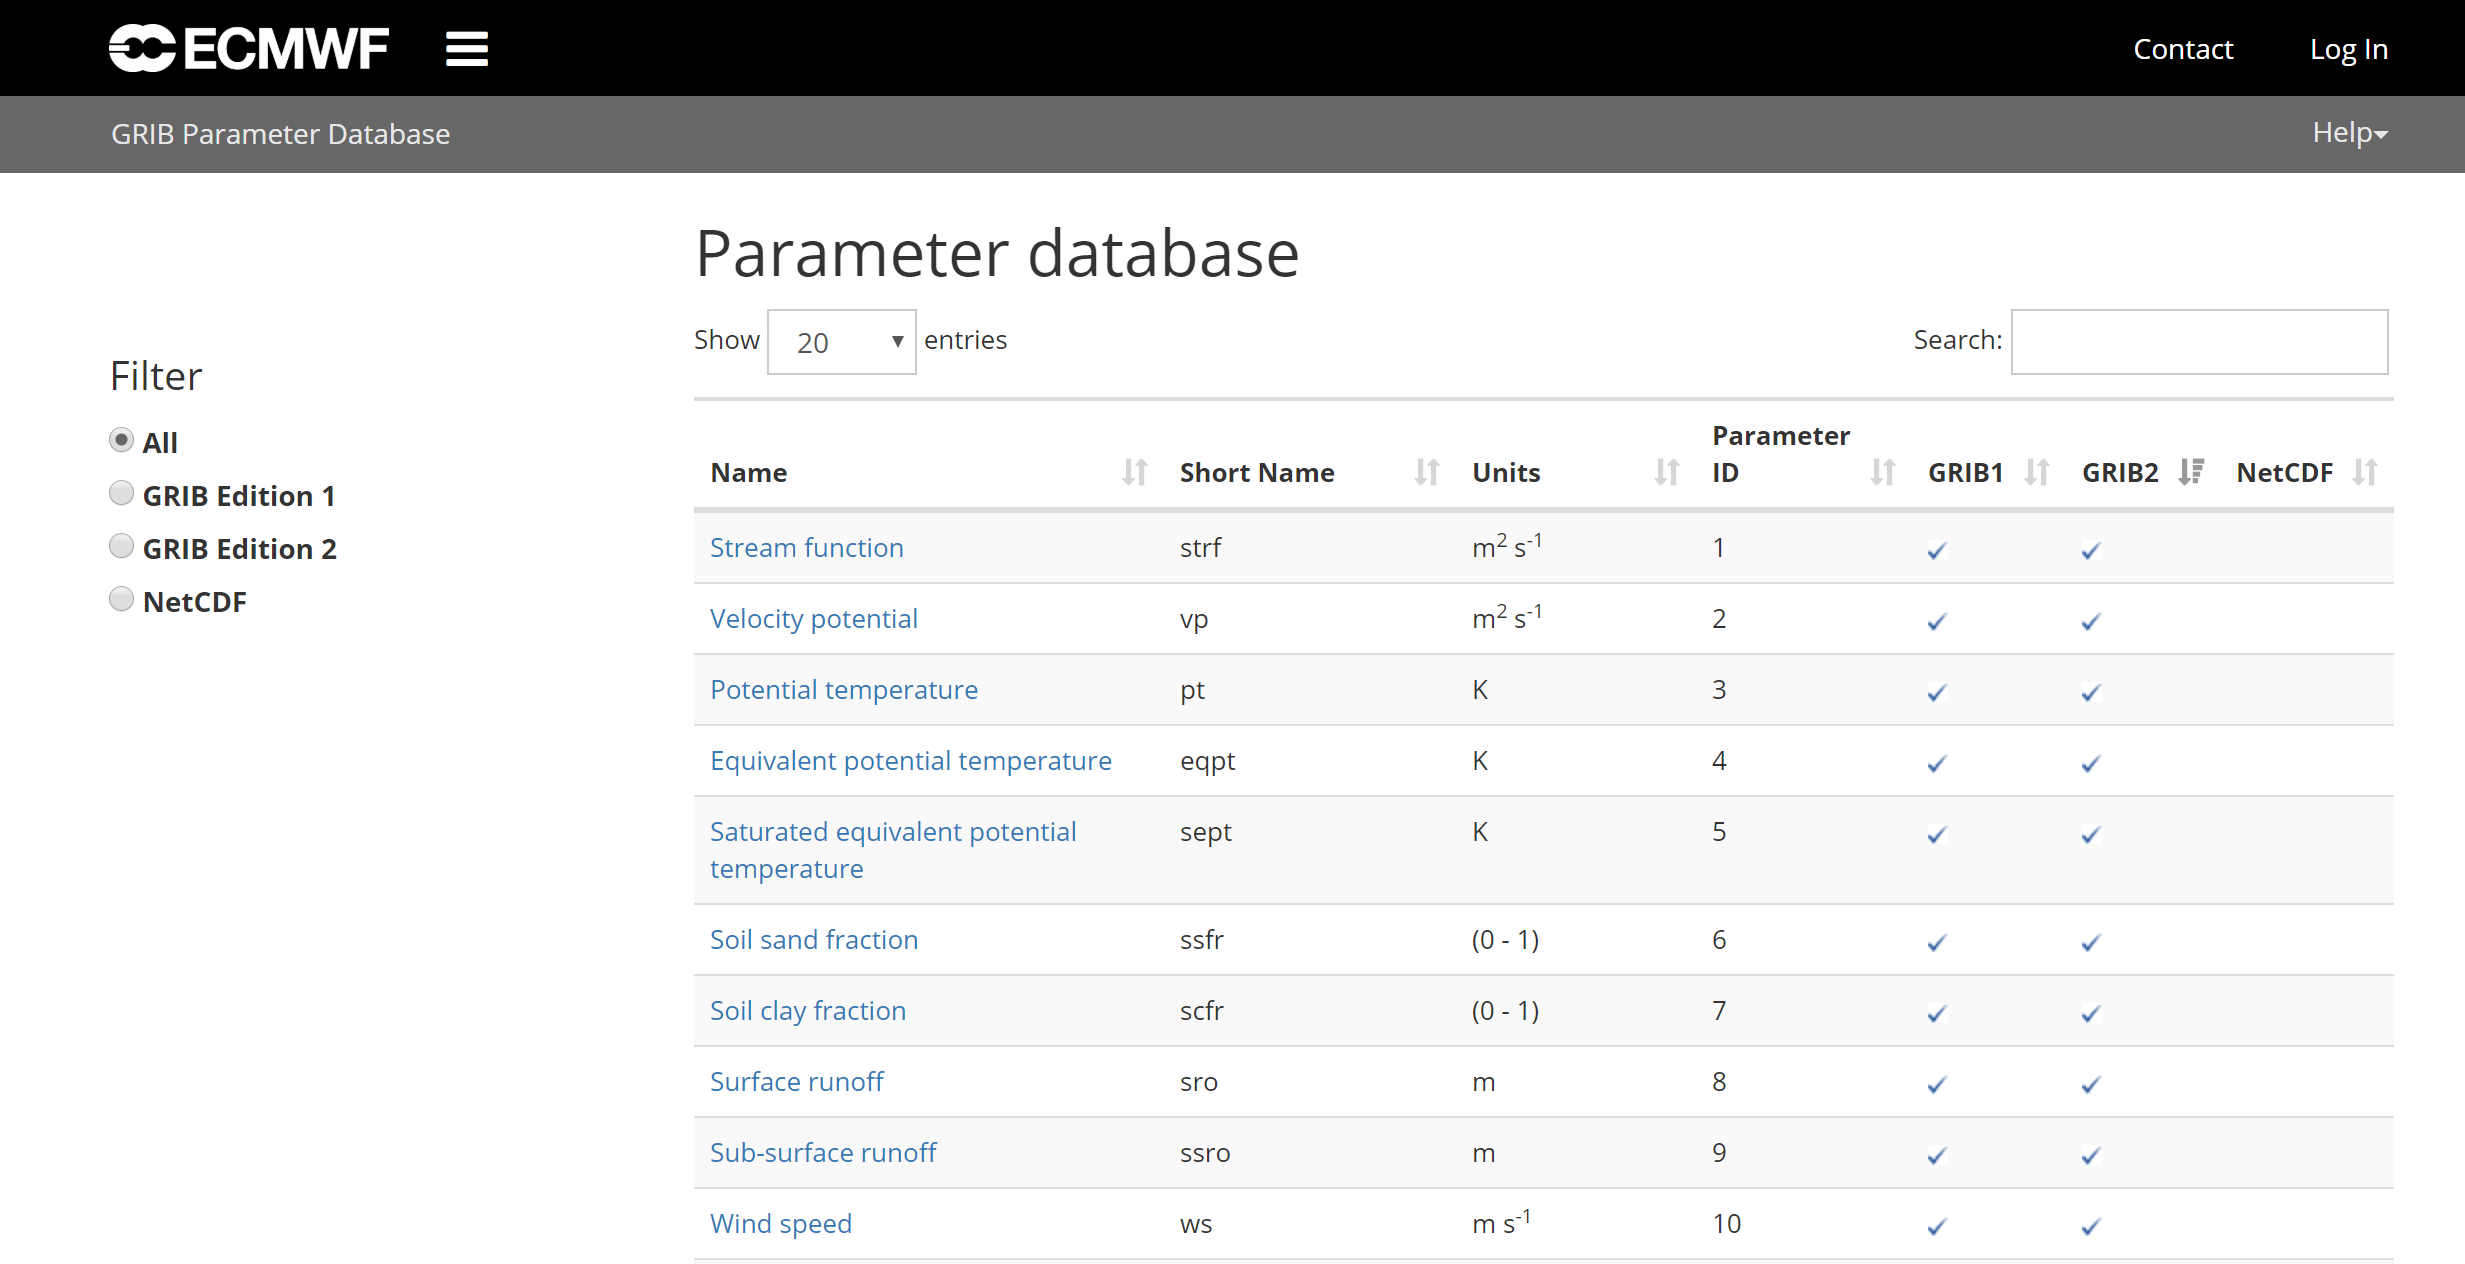 ECMWF
Contact Log In
GRIB Parameter Database Help
Parameter database
Show 20 entries Search:
Filter
All
GRIB Edition 1
GRIB Edition 2
NetCDF
Name Short Name Units Parameter ID GRIB1 GRIB2 NetCDF
Stream function strf m² s⁻¹ 1
Velocity potential vp m² s⁻¹ 2
Potential temperature pt K 3
Equivalent potential temperature eqpt K 4
Saturated equivalent potential sept K 5
temperature
Soil sand fraction ssfr (0 - 1) 6
Soil clay fraction scfr (0 - 1) 7
Surface runoff sro m 8
Sub-surface runoff ssro m 9
Wind speed ws m s⁻¹ 10